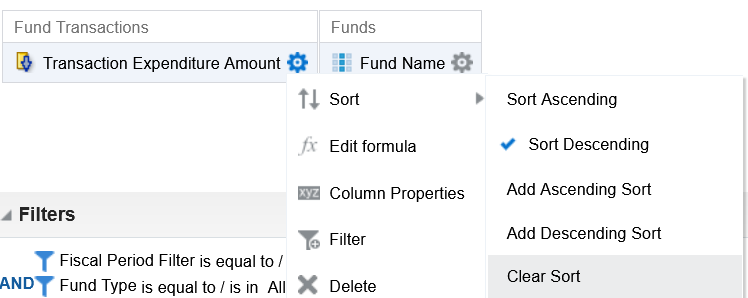 Fund Transactions
Funds
Transaction Expenditure Amount
Fund Name
Sort
Edit formula
Column Properties
Filter
Delete
Sort Ascending
Sort Descending
Add Ascending Sort
Add Descending Sort
Clear Sort
Filters
Fiscal Period Filter is equal to /
AND Fund Type is equal to / is in All
fx
xyz